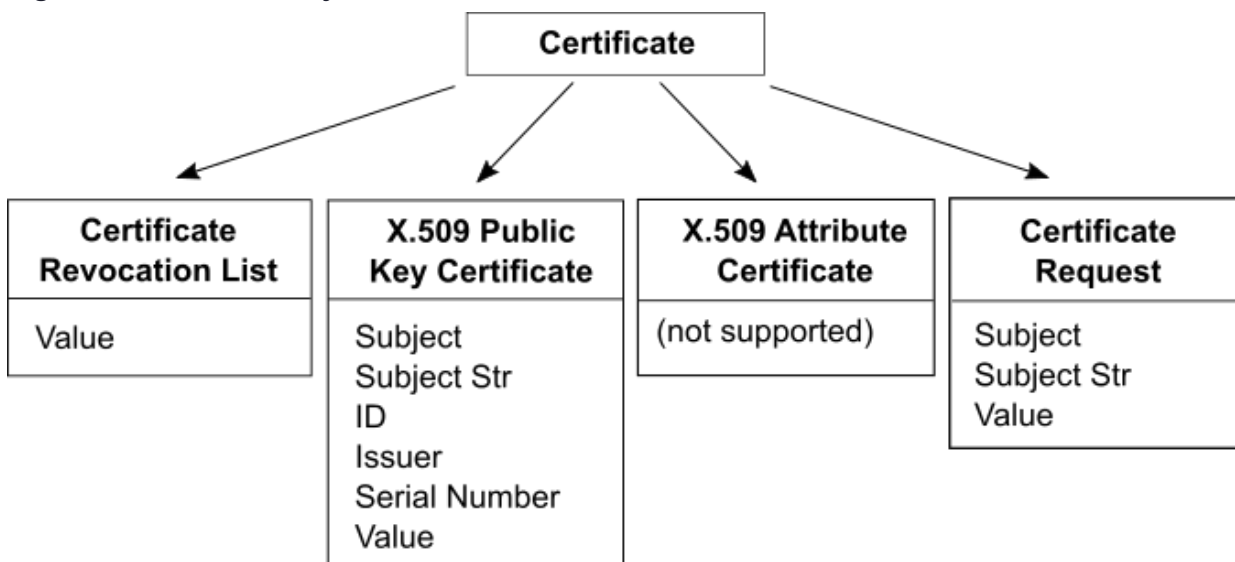 Certificate
Certificate
Revocation List
Value
X.509 Public
Key Certificate
Subject
Subject Str
ID
Issuer
Serial Number
Value
X.509 Attribute
Certificate
(not supported)
Certificate
Request
Subject
Subject Str
Value